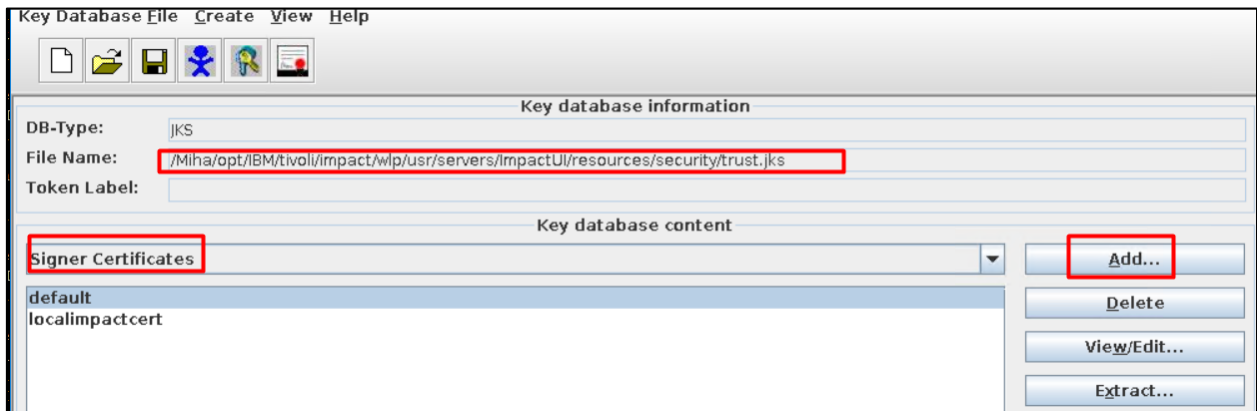 Key Database File Create View Help
Key database information
DB-Type: JKS
File Name: /Miha/opt/IBM/tivoli/impact/wlp/usr/servers/ImpactUI/resources/security/trust.jks
Token Label:
Key database content
Signer Certificates
Add...
default
Delete
localimpactcert
View/Edit...
Extract...